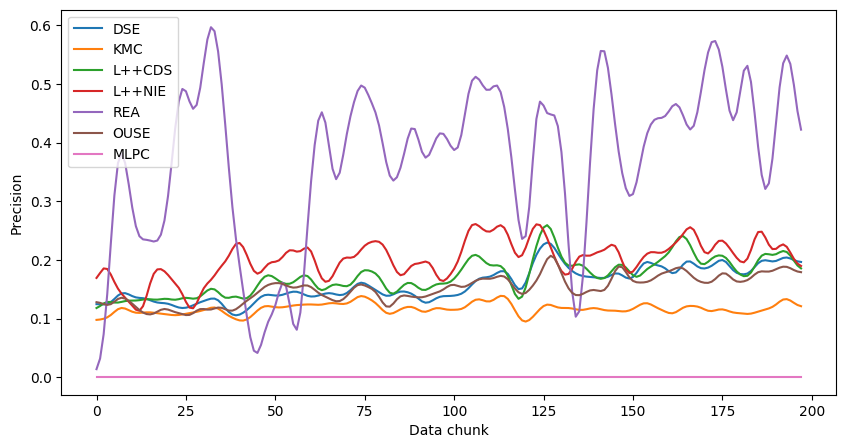 DSE
KMC
L++CDS
L++NIE
REA
OUSE
MLPC
Precision
0.6
0.5
0.4
0.3
0.2
0.1
0.0
0 25 50 75 100 125 150 175 200
Data chunk